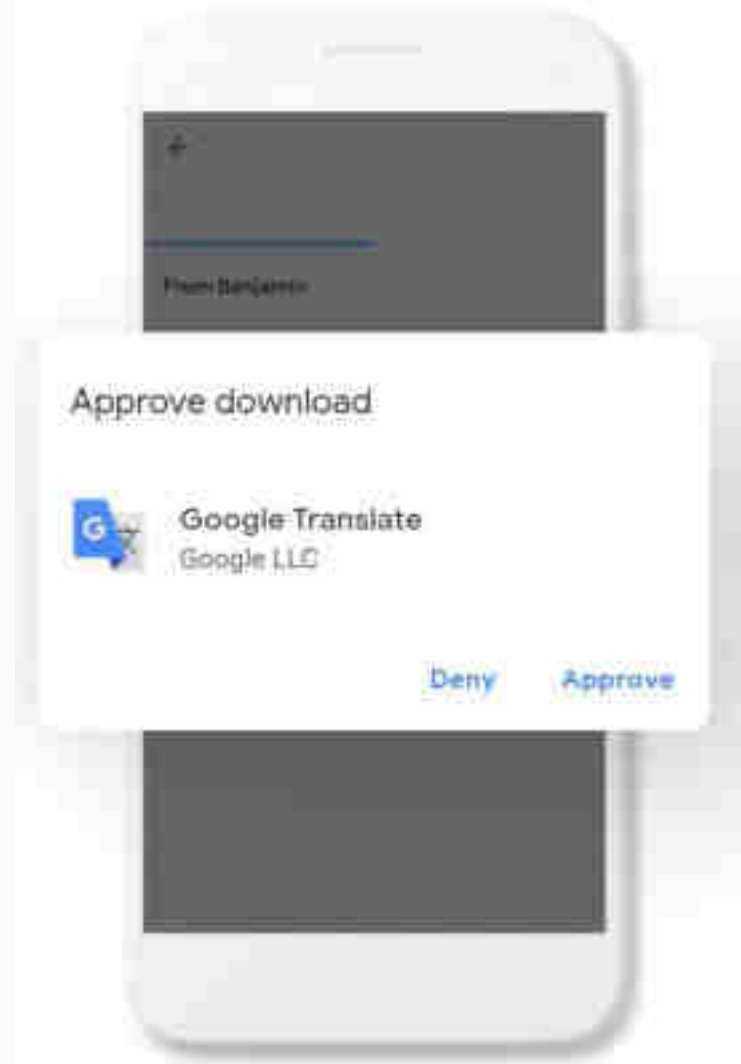 From Benjamin
Approve download
G
Google Translate
Google LLC
Deny Approve